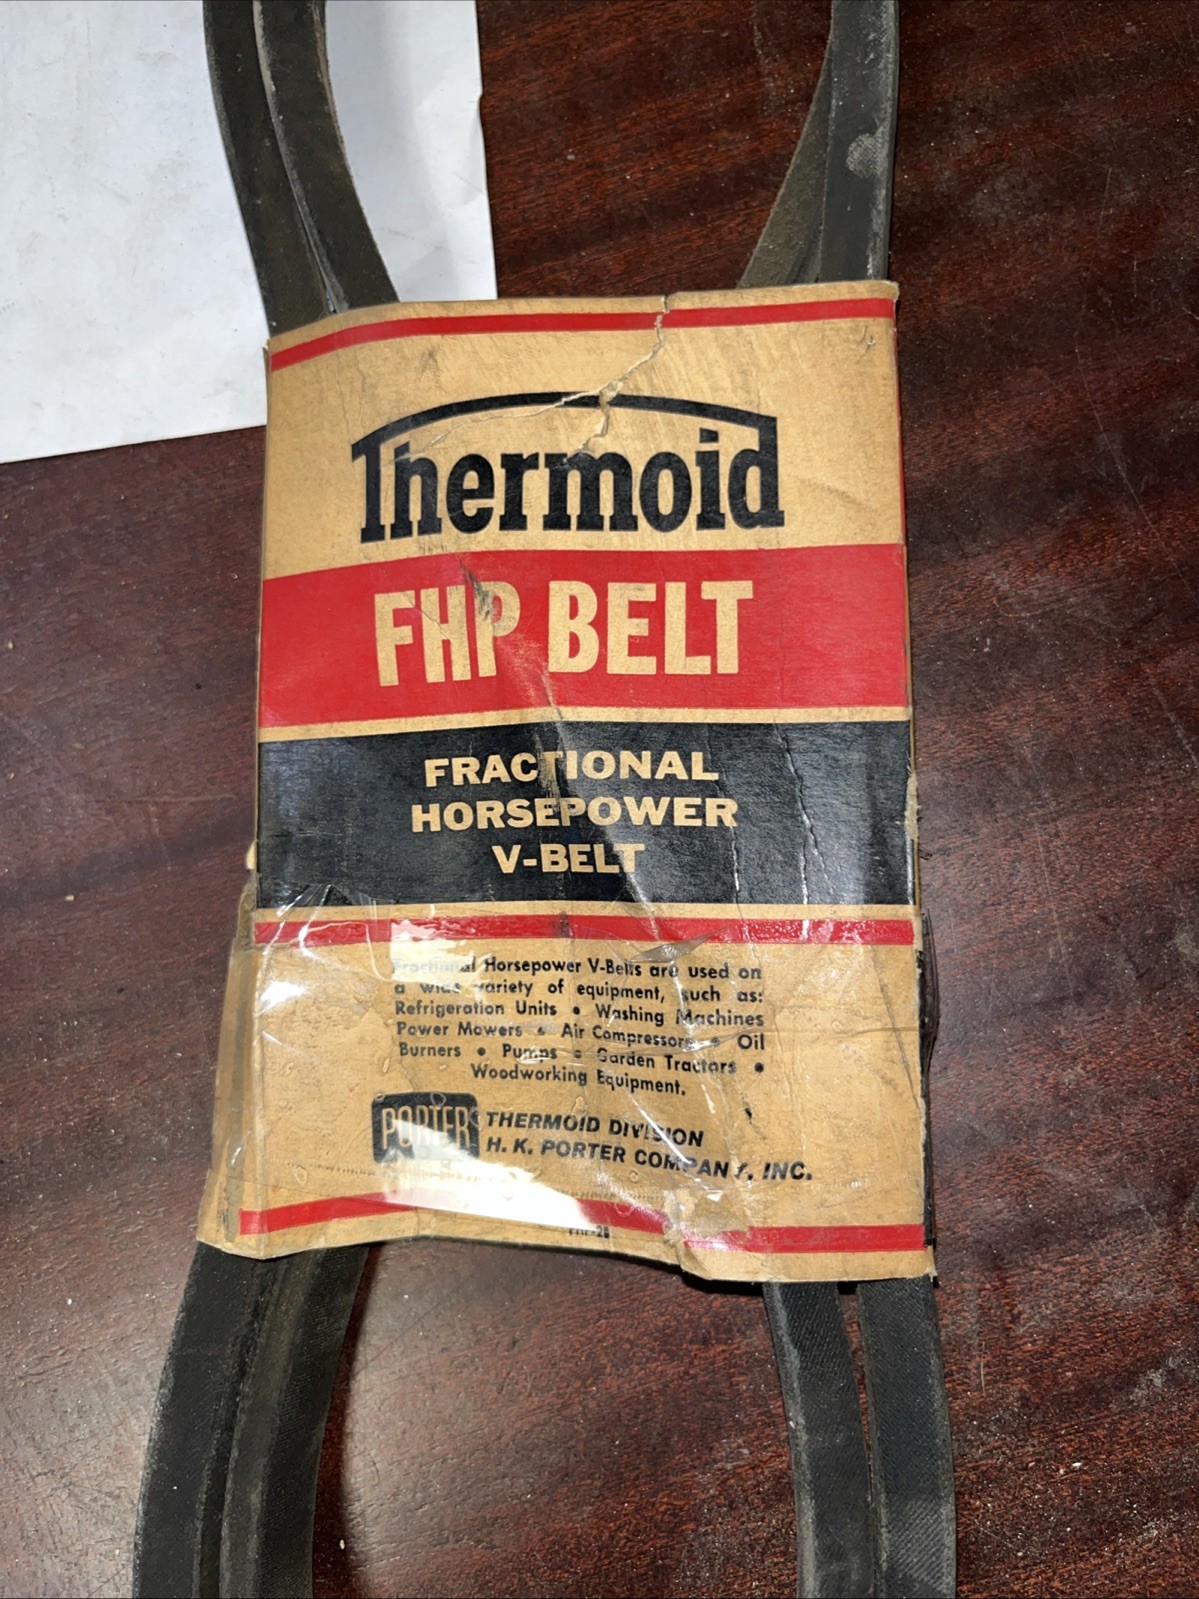 Thermoid
FHP BELT
FRACTIONAL
HORSEPOWER
V-BELT
Fractional Horsepower V-Belts are used on
a wide variety of equipment, such as:
Refrigeration Units • Washing Machines
Power Mowers • Air Compressors • Oil
Burners • Pumps • Garden Tractors •
Woodworking Equipment.
PORTER
THERMOID DIVISION
H. K. PORTER COMPANY, INC.